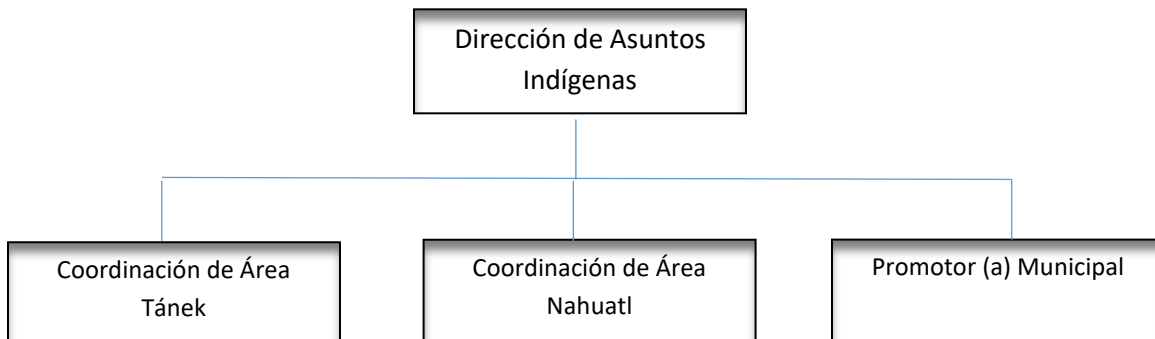 Dirección de Asuntos
Indígenas
Coordinación de Área
Tánek
Coordinación de Área
Nahuatl
Promotor (a) Municipal